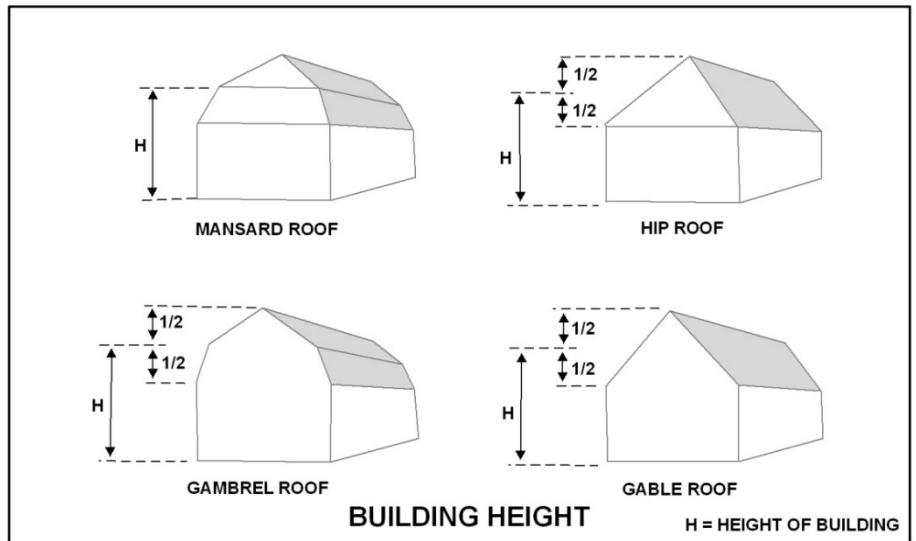 H
MANSARD ROOF
1/2
1/2
H
HIP ROOF
1/2
1/2
H
GAMBREL ROOF
1/2
1/2
H
GABLE ROOF
BUILDING HEIGHT
H = HEIGHT OF BUILDING